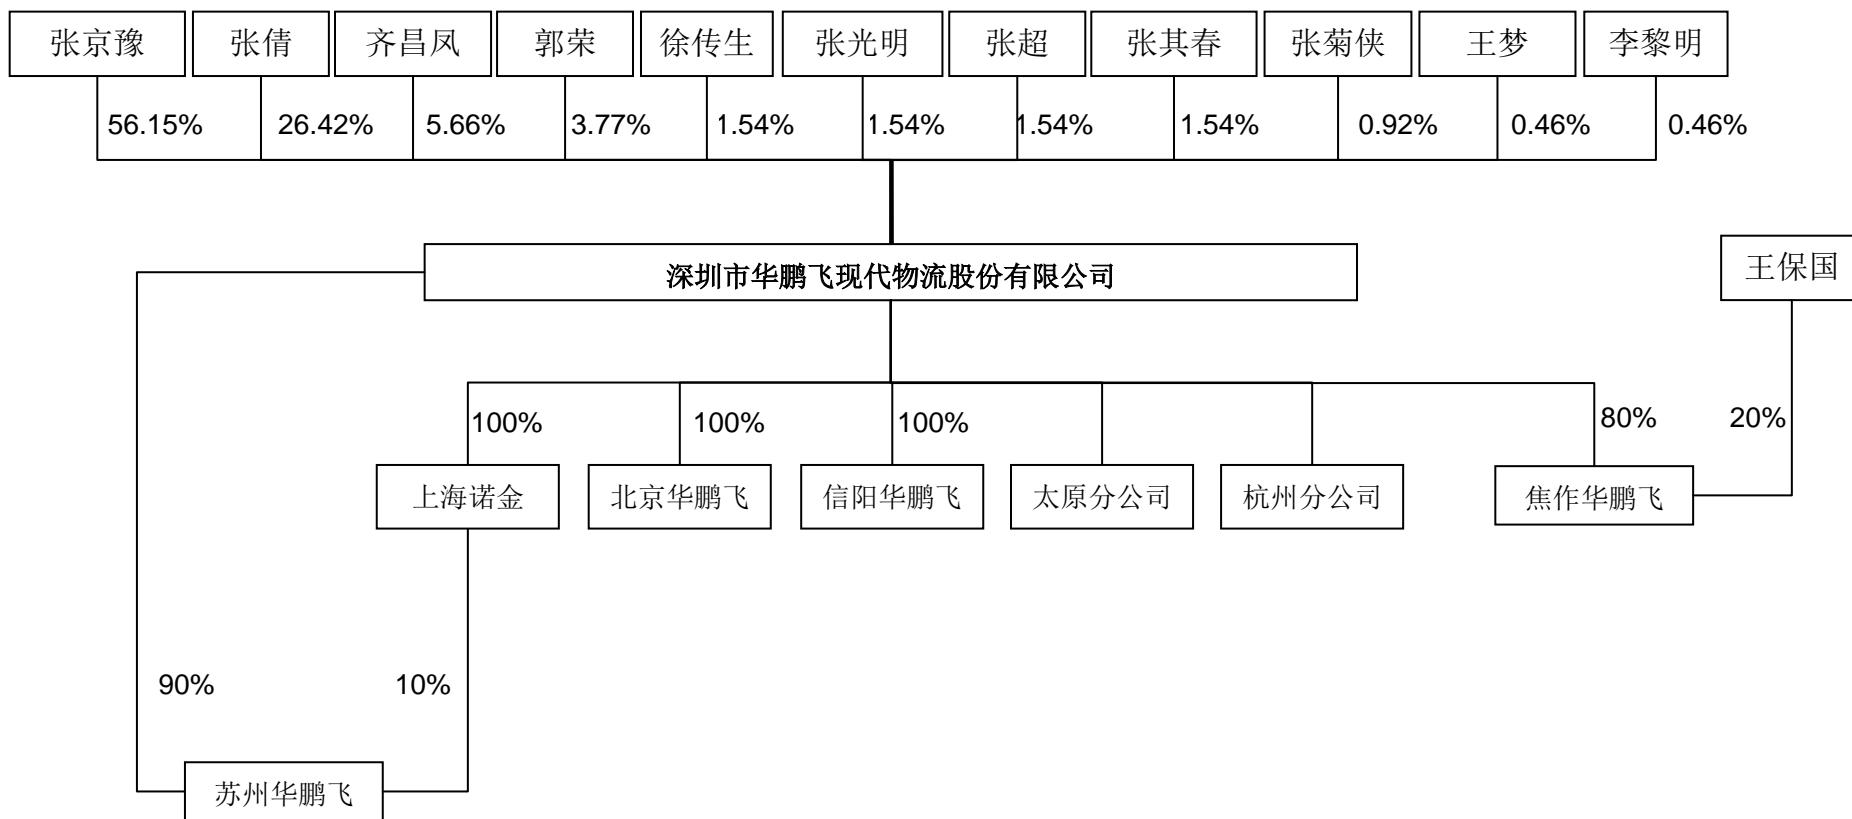 张京豫 张倩 齐昌凤 郭荣 徐传生 张光明 张超 张其春 张菊侠 王梦 李黎明
56.15% 26.42% 5.66% 3.77% 1.54% 1.54% 1.54% 1.54% 0.92% 0.46% 0.46%
深圳市华鹏飞现代物流股份有限公司
王保国
100% 100% 100% 80% 20%
上海诺金 北京华鹏飞 信阳华鹏飞 太原分公司 杭州分公司 焦作华鹏飞
90% 10%
苏州华鹏飞